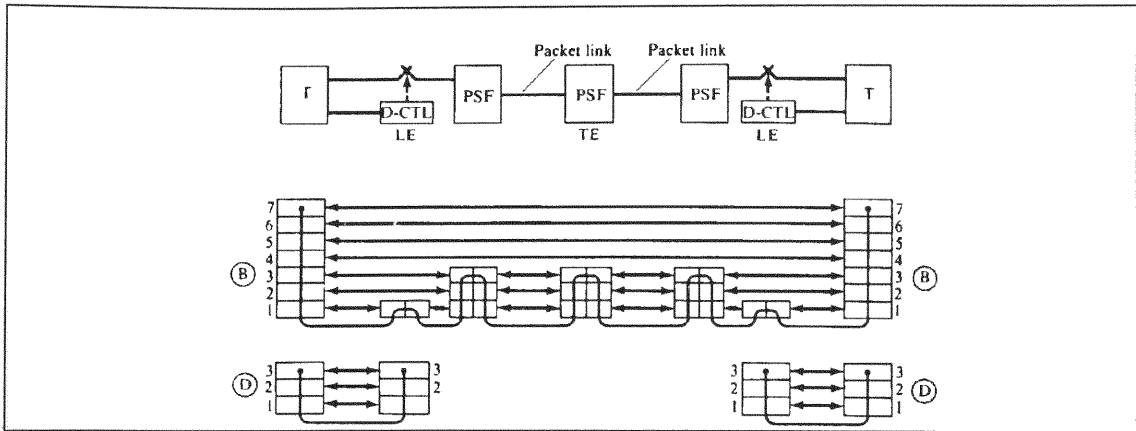 Packet link Packet link
T PSF PSF PSF T
D-CTL D-CTL
LE TE LE
7 7
6 6
5 5
4 4
B 3 3 B
2 2
1 1
D 3 3 3 3 D
2 2 2 2
1 1 1